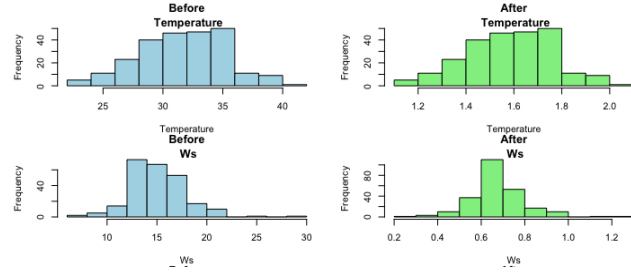 Before
Temperature
Frequency
0 20 40
25 30 35 40
Temperature
After
Temperature
Frequency
0 20 40
1.2 1.4 1.6 1.8 2.0
Temperature
Before
Ws
Frequency
0 40
10 15 20 25 30
Ws
After
Ws
Frequency
0 40 80
0.2 0.4 0.6 0.8 1.0 1.2
Ws